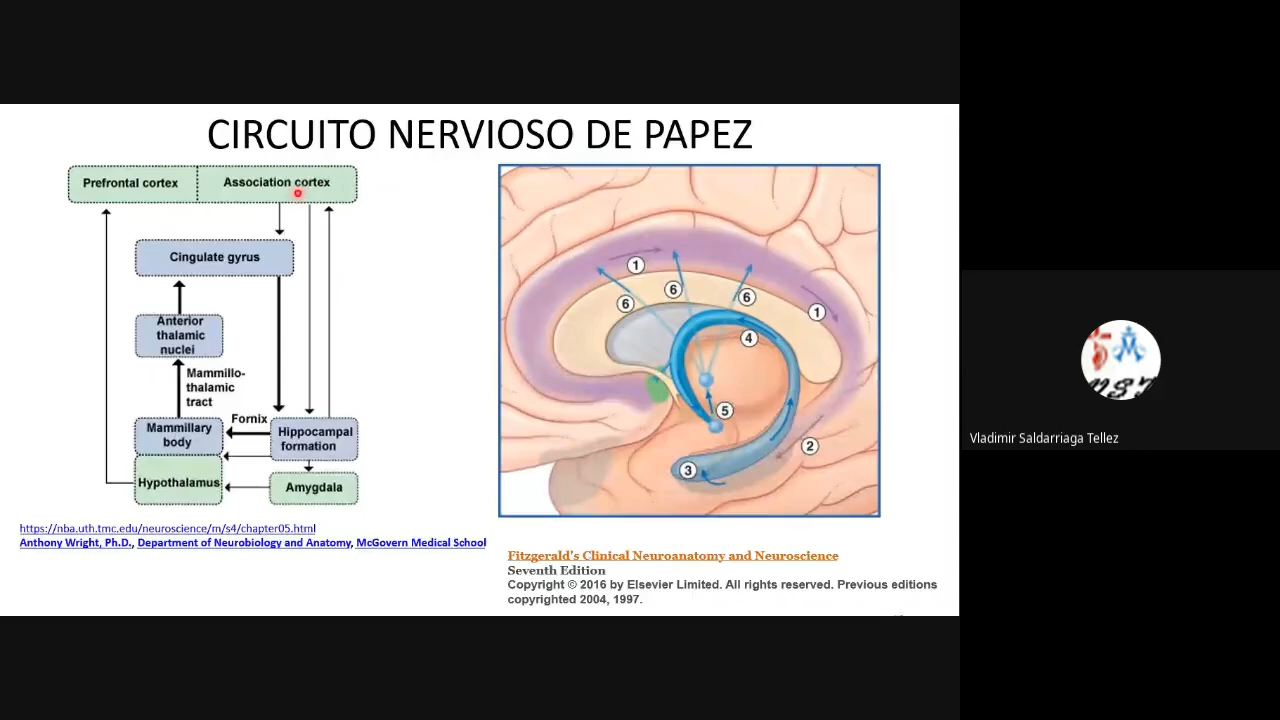 CIRCUITO NERVIOSO DE PAPEZ
Prefrontal cortex
Association cortex
Cingulate gyrus
Anterior
thalamic
nuclei
Mammillo-
thalamic
tract
Fornix
Mammillary
body
Hippocampal
formation
Hypothalamus
Amygdala
https://nba.uth.tmc.edu/neuroscience/m/s4/chapter05.html
Anthony Wright, Ph.D., Department of Neurobiology and Anatomy, McGovern Medical School
1
6
6
6
1
4
5
2
3
Fitzgerald's Clinical Neuroanatomy and Neuroscience
Seventh Edition
Copyright © 2016 by Elsevier Limited. All rights reserved. Previous editions
copyrighted 2004, 1997.
Vladimir Saldarriaga Tellez